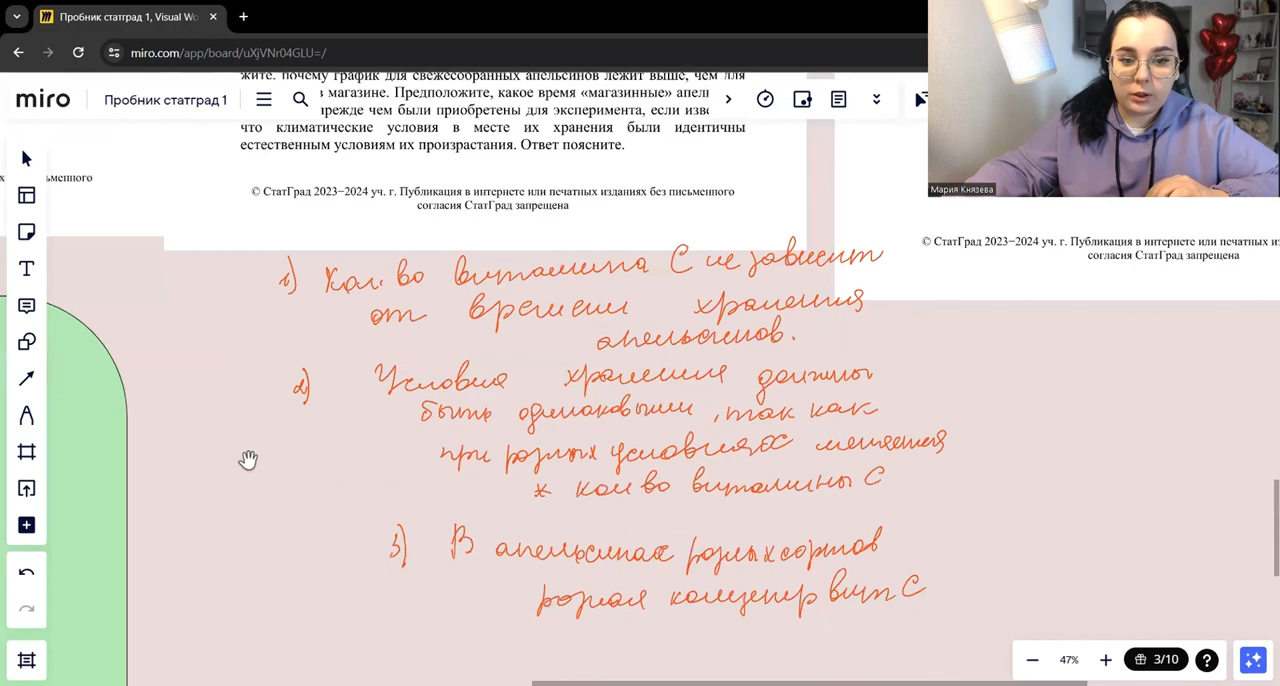 Пробник статград 1, Visual Wo
miro.com/app/board/uXjVNr04GLU=/
miro
Пробник статград 1
жите, почему график для свежесобранных апельсинов лежит выше, чем для
в магазине. Предположите, какое время «магазинные» апель
прежде чем были приобретены для эксперимента, если изве
что климатические условия в месте их хранения были идентичны
естественным условиям их произрастания. Ответ поясните.
письменного
© СтатГрад 2023−2024 уч. г. Публикация в интернете или печатных изданиях без письменного
согласия СтатГрад запрещена
Мария Князева
© СтатГрад 2023−2024 уч. г. Публикация в интернете или печатных и
согласия СтатГрад запрещена
1) Кол. во витамина С не зависит
от времени хранения
апельсинов.
2) Условия хранения должны
быть одинаковыми, так как
при разных условиях меняется
кол во витамины С
3) В апельсинах разных сортов
разная концентр вит С
47%
3/10